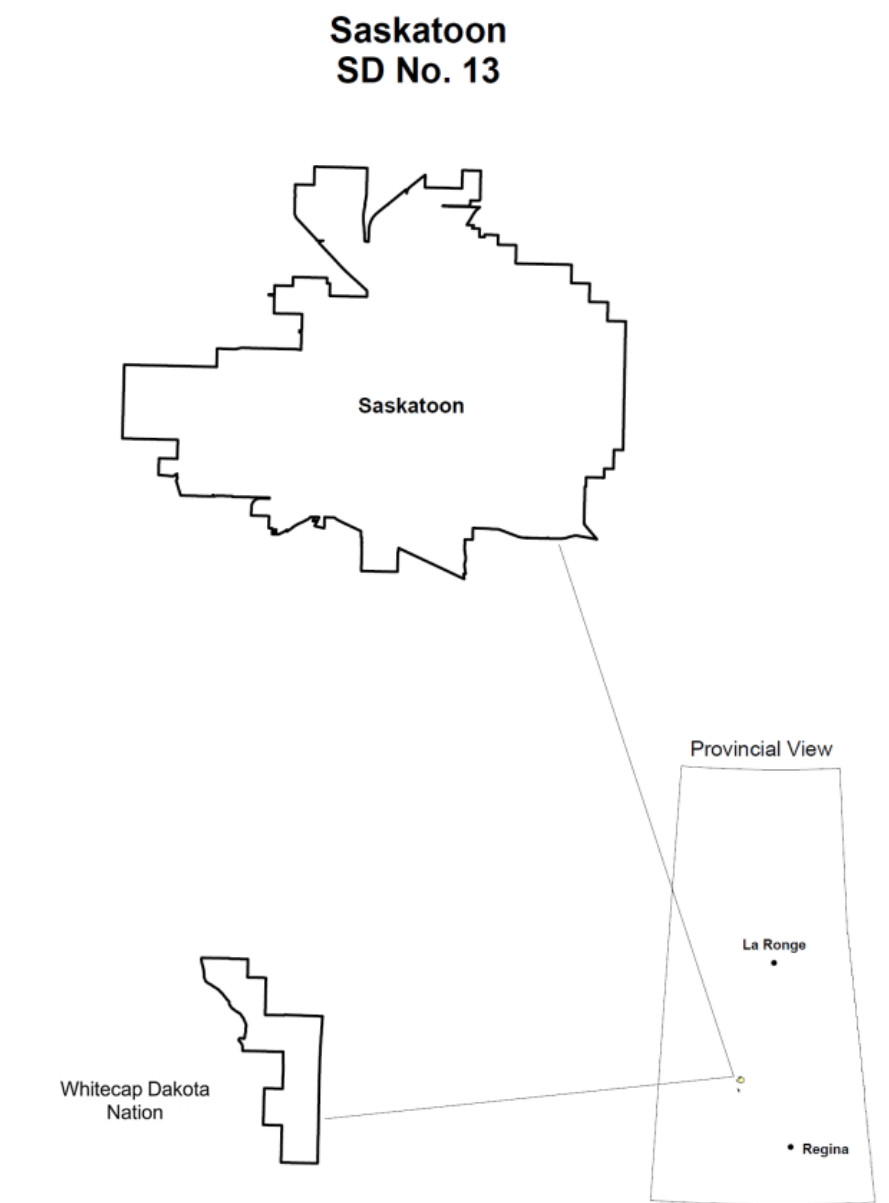 Saskatoon
SD No. 13
Saskatoon
Provincial View
La Ronge
Whitecap Dakota
Nation
Regina